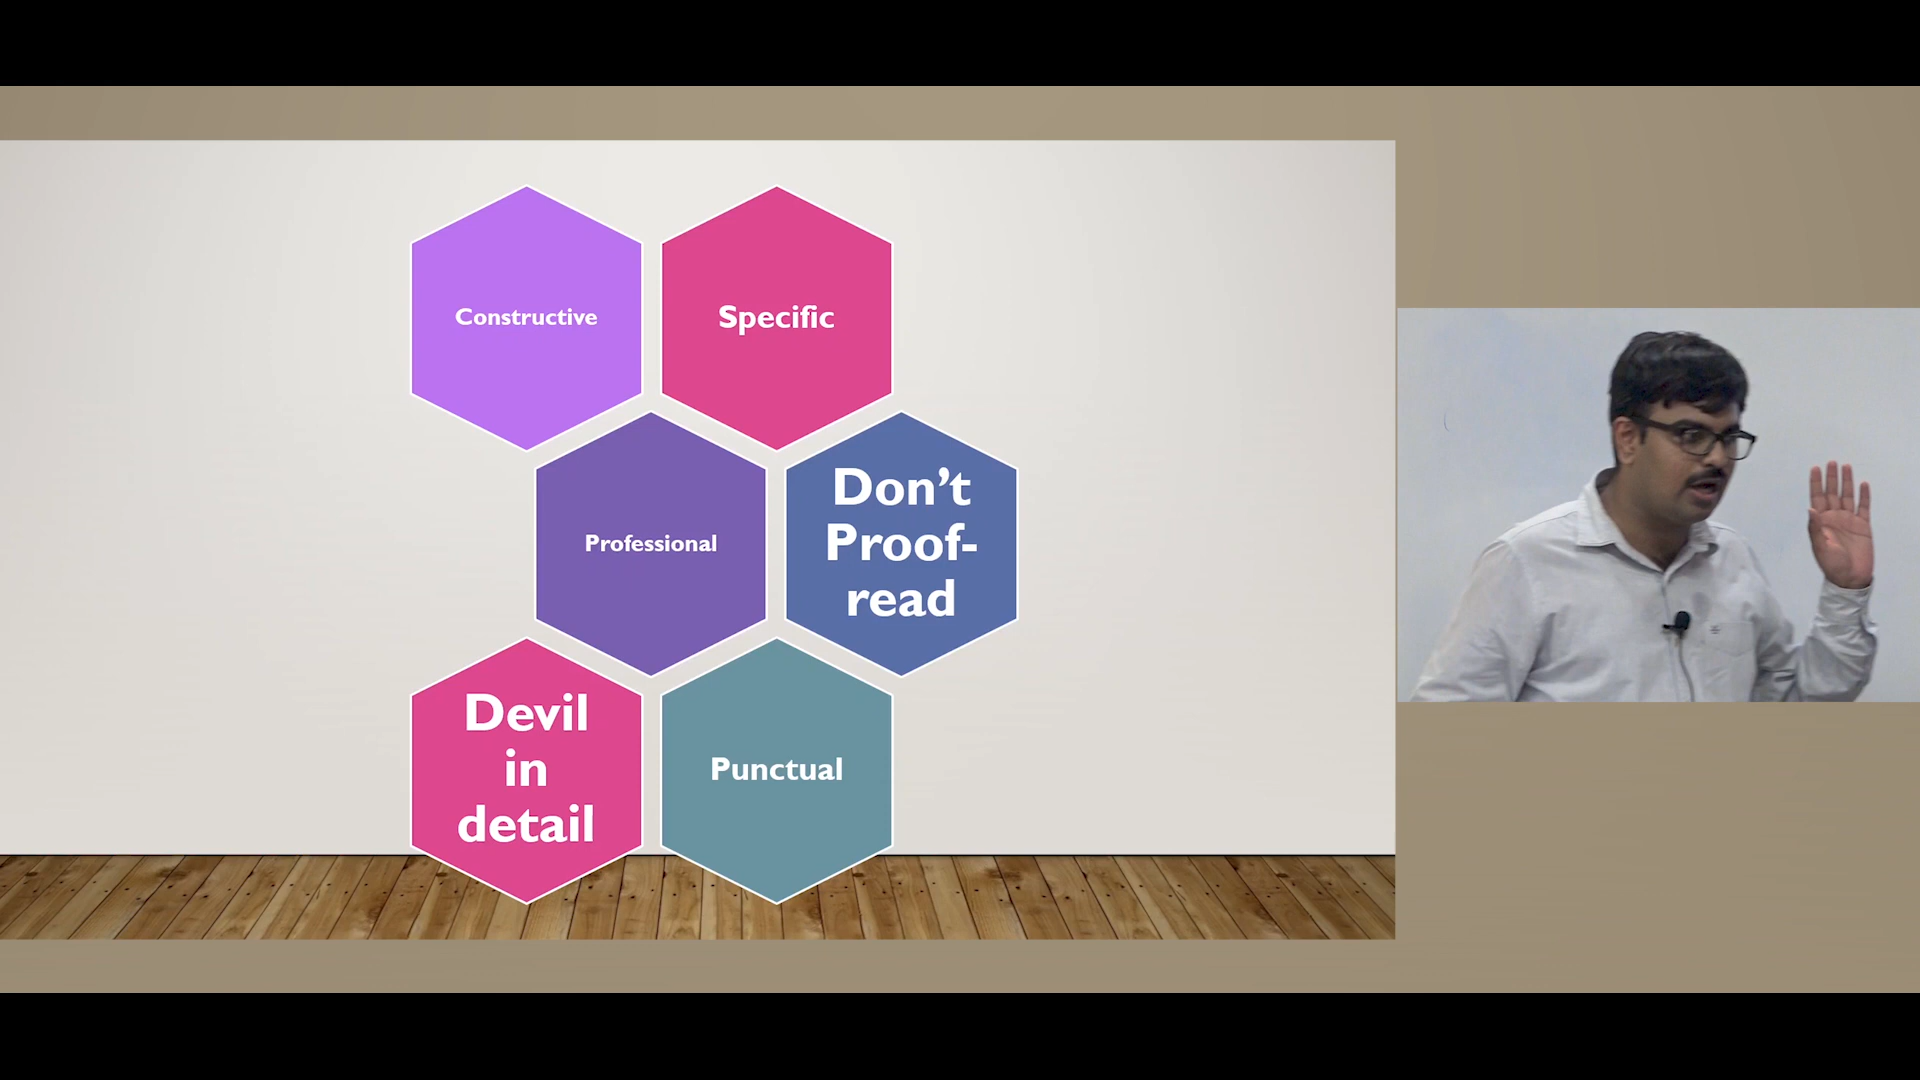 Constructive
Specific
Professional
Don’t
Proof-
read
Devil
in
detail
Punctual